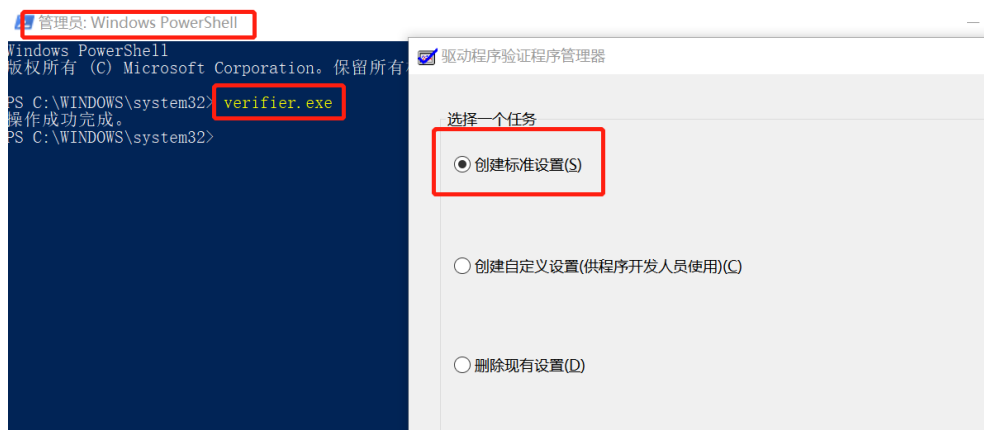 管理员: Windows PowerShell
Windows PowerShell
版权所有 (C) Microsoft Corporation。保留所有
PS C:\WINDOWS\system32> verifier.exe
操作成功完成。
PS C:\WINDOWS\system32>
驱动程序验证程序管理器
选择一个任务
创建标准设置(S)
创建自定义设置(供程序开发人员使用)(C)
删除现有设置(D)